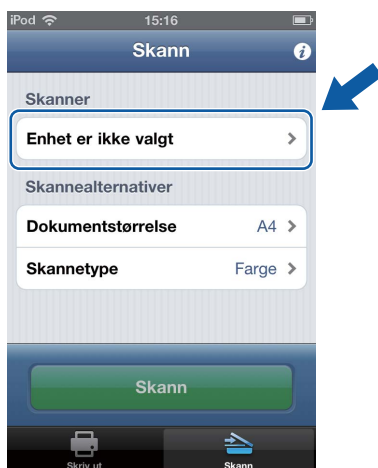 iPod 15:16
Skann
Skanner
Enhet er ikke valgt
Skannealternativer
Dokumentstørrelse A4
Skannetype Farge
Skann
Skriv ut Skann